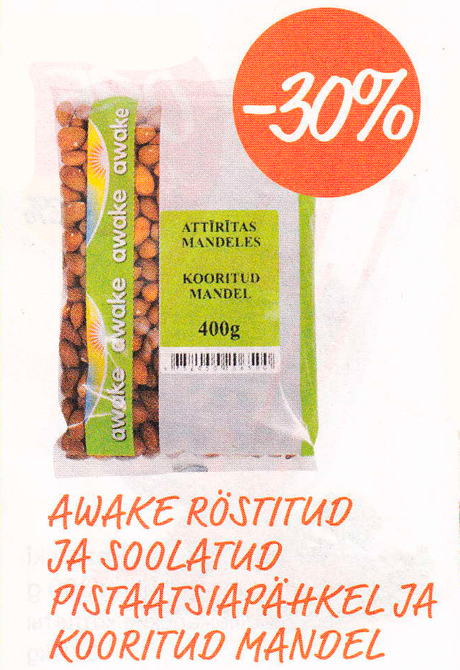 -30%
awake awake awake awake
ATTĪRĪTAS
MANDELES
KOORITUD
MANDEL
400g
AWAKE RÖSTITUD
JA SOOLATUD
PISTAATSIAPÄHKEL JA
KOORITUD MANDEL